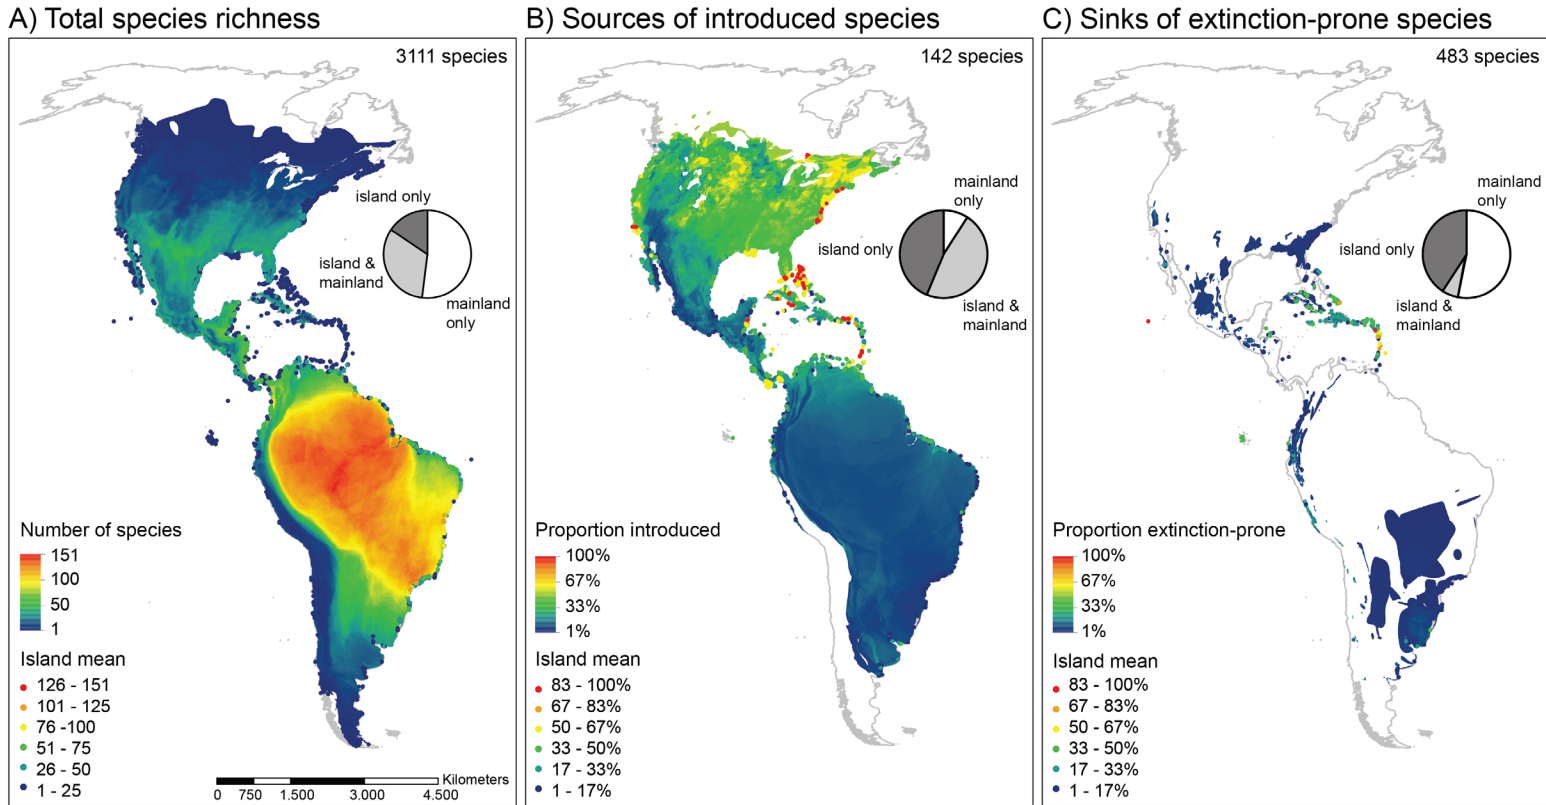 A) Total species richness
3111 species
island only
island &
mainland
mainland
only
Number of species
151
100
50
1
Island mean
126 - 151
101 - 125
76 -100
51 - 75
26 - 50
1 - 25
Kilometers
0 750 1.500 3.000 4.500
B) Sources of introduced species
142 species
mainland
only
island only
island &
mainland
Proportion introduced
100%
67%
33%
1%
Island mean
83 - 100%
67 - 83%
50 - 67%
33 - 50%
17 - 33%
1 - 17%
C) Sinks of extinction-prone species
483 species
mainland
only
island only
island &
mainland
Proportion extinction-prone
100%
67%
33%
1%
Island mean
83 - 100%
67 - 83%
50 - 67%
33 - 50%
17 - 33%
1 - 17%